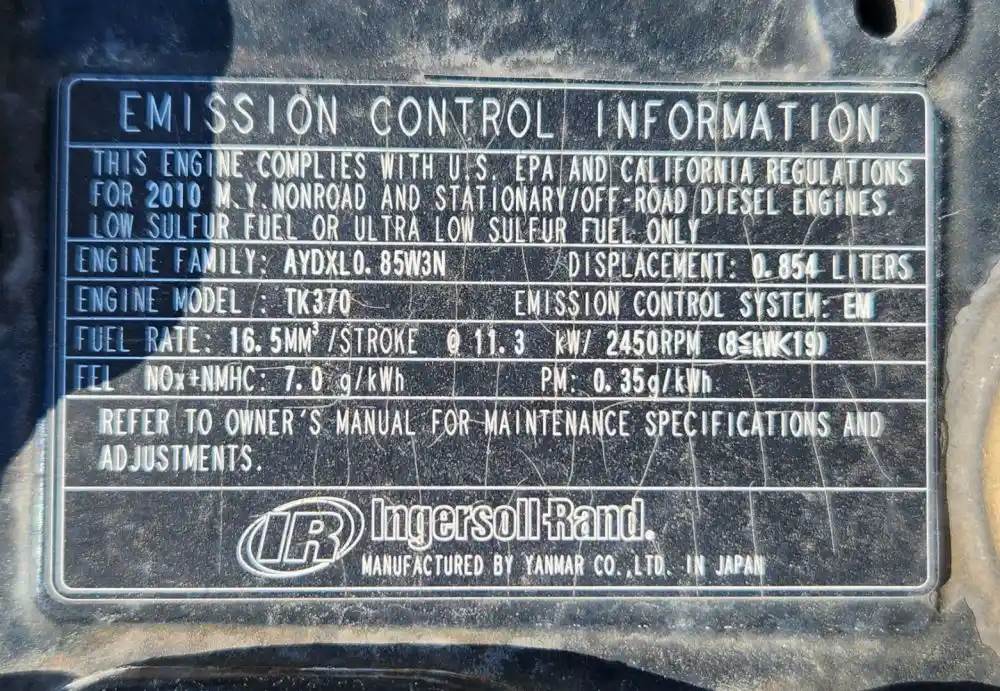 EMISSION CONTROL INFORMATION
THIS ENGINE COMPLIES WITH U.S. EPA AND CALIFORNIA REGULATIONS
FOR 2010 M.Y.NONROAD AND STATIONARY/OFF-ROAD DIESEL ENGINES.
LOW SULFUR FUEL OR ULTRA LOW SULFUR FUEL ONLY
ENGINE FAMILY: AYDXL0.85W3N DISPLACEMENT: 0.854 LITERS
ENGINE MODEL : TK370 EMISSION CONTROL SYSTEM: EM
FUEL RATE: 16.5MM³/STROKE @ 11.3 kW/ 2450RPM (8≦kW<19)
FEL NOx+NMHC: 7.0 g/kWh PM: 0.35g/kWh
REFER TO OWNER'S MANUAL FOR MAINTENANCE SPECIFICATIONS AND
ADJUSTMENTS.
IR Ingersoll-Rand.
MANUFACTURED BY YANMAR CO.,LTD. IN JAPAN